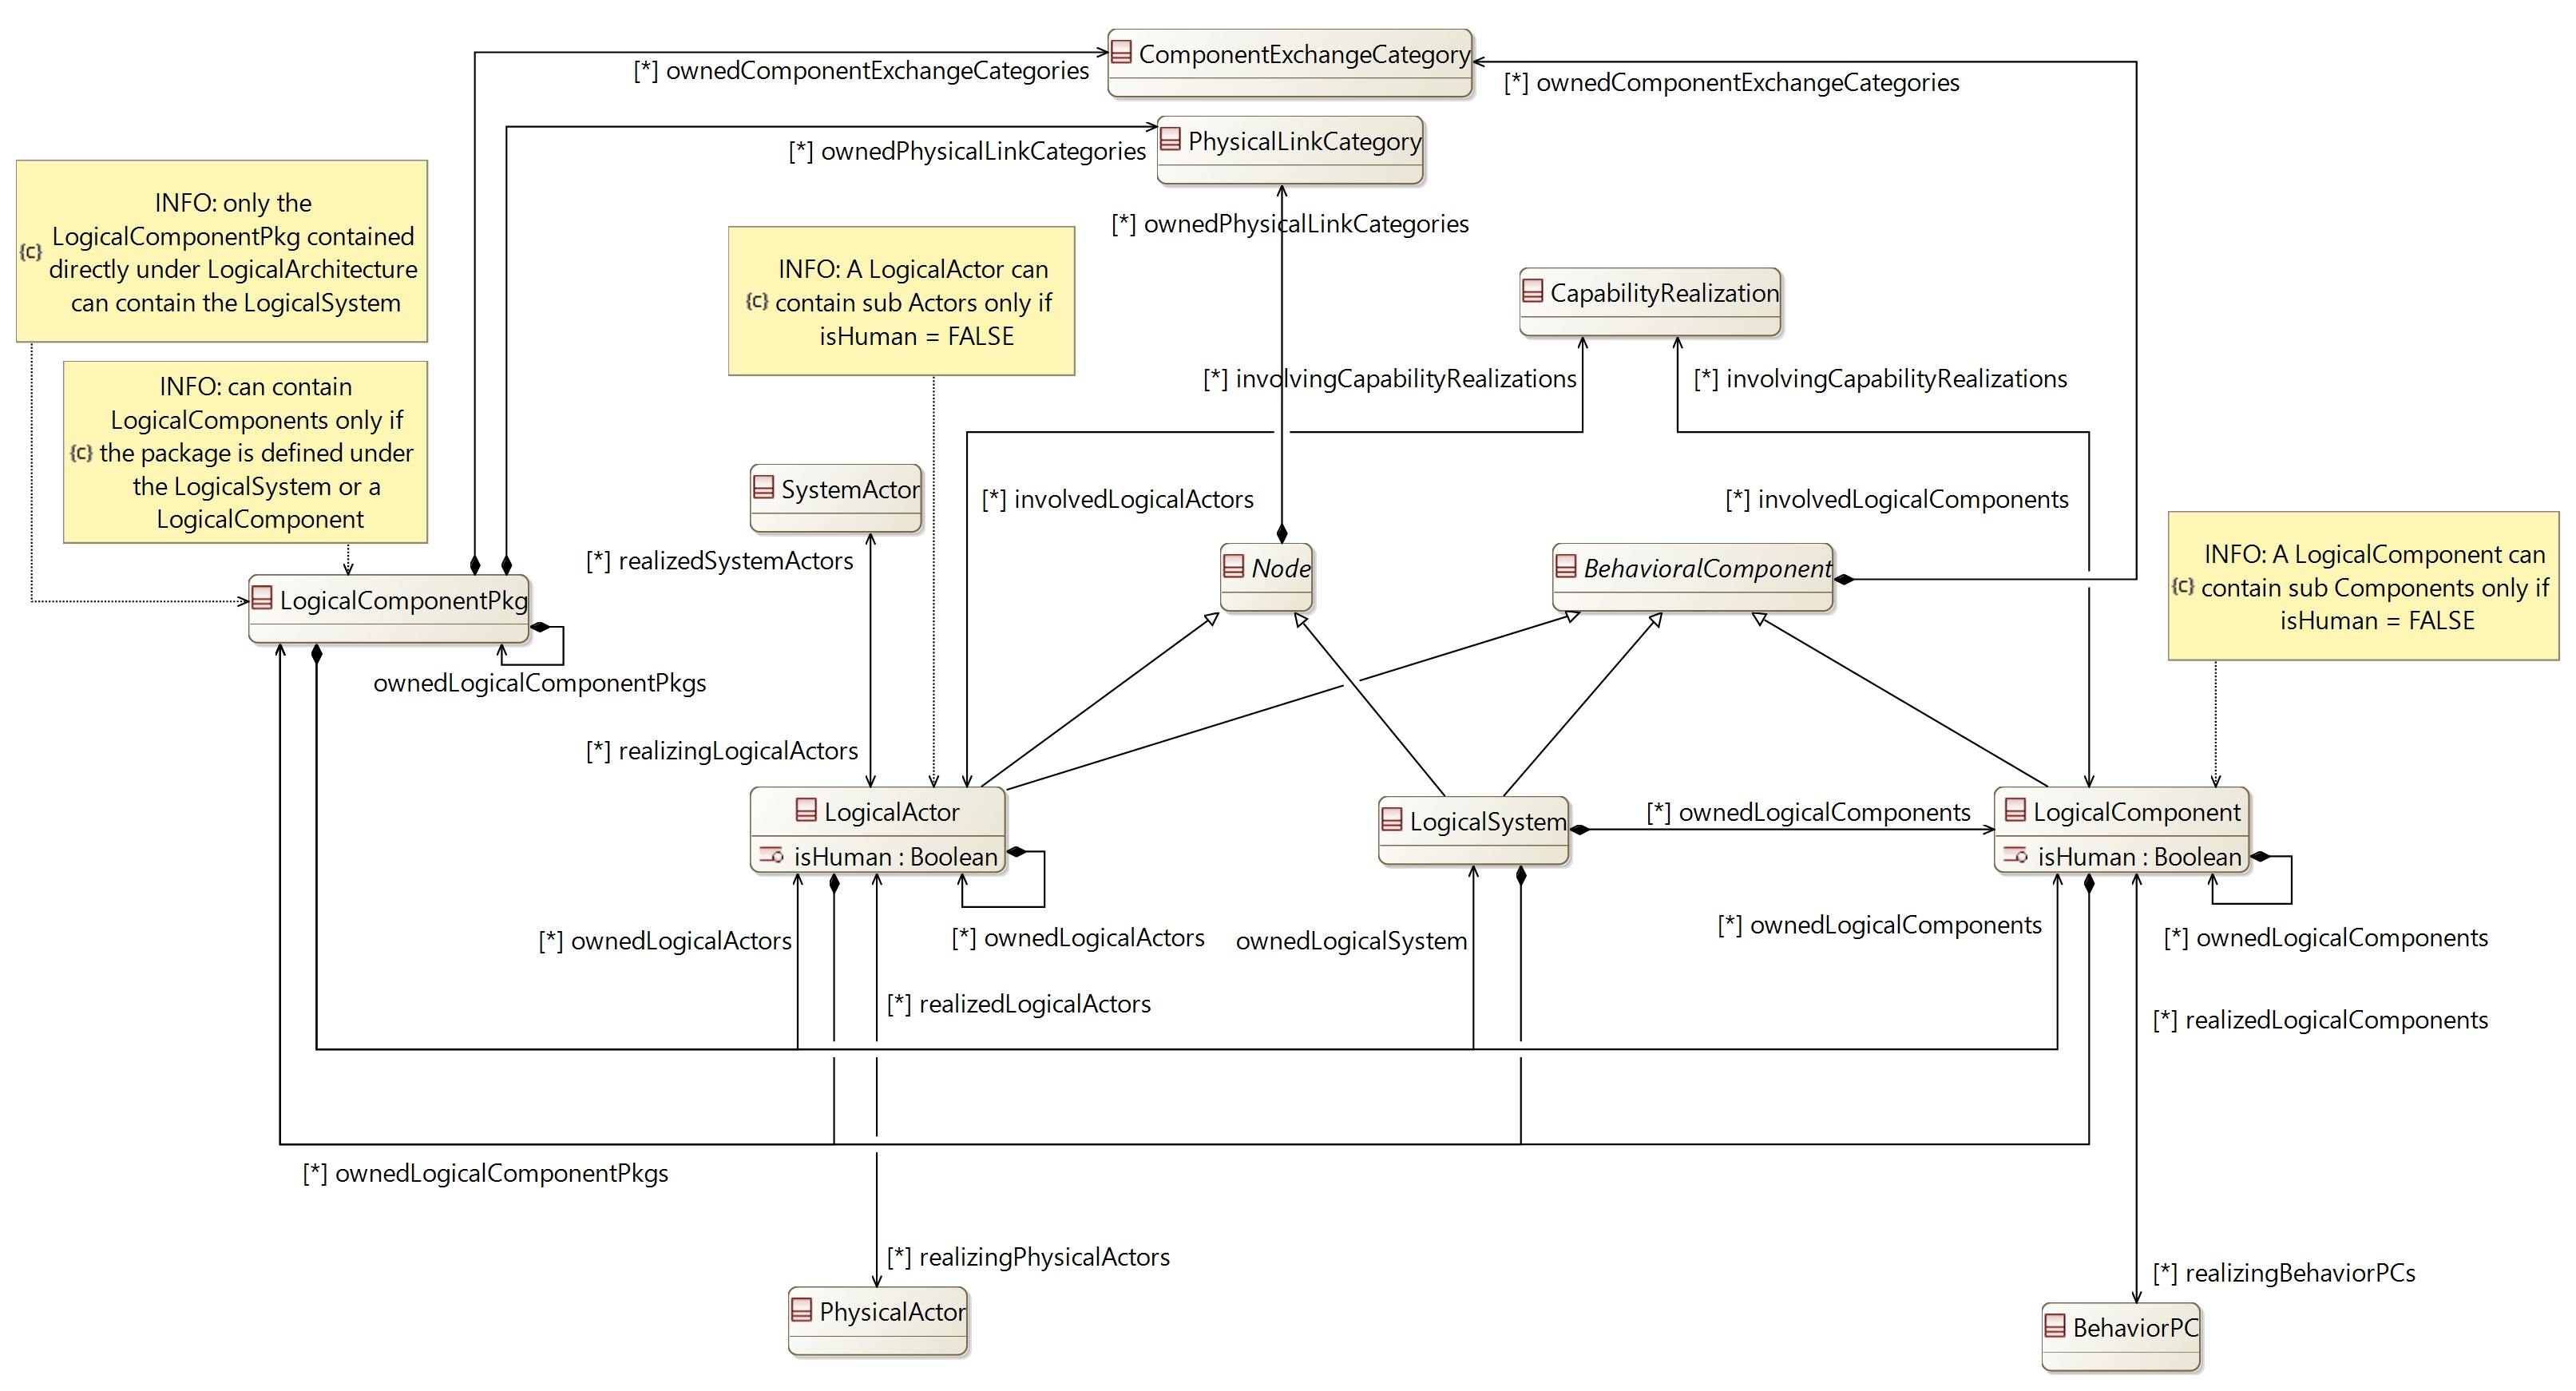 ComponentExchangeCategory
[*] ownedComponentExchangeCategories
[*] ownedComponentExchangeCategories
PhysicalLinkCategory
[*] ownedPhysicalLinkCategories
[*] ownedPhysicalLinkCategories
INFO: only the
LogicalComponentPkg contained
directly under LogicalArchitecture
can contain the LogicalSystem
{c}
INFO: A LogicalActor can
contain sub Actors only if
isHuman = FALSE
{c}
CapabilityRealization
INFO: can contain
LogicalComponents only if
the package is defined under
the LogicalSystem or a
LogicalComponent
{c}
[*] involvingCapabilityRealizations
[*] involvingCapabilityRealizations
SystemActor
[*] involvedLogicalActors
[*] involvedLogicalComponents
[*] realizedSystemActors
Node
BehavioralComponent
INFO: A LogicalComponent can
contain sub Components only if
isHuman = FALSE
{c}
LogicalComponentPkg
ownedLogicalComponentPkgs
[*] realizingLogicalActors
LogicalActor
isHuman : Boolean
LogicalSystem
[*] ownedLogicalComponents
LogicalComponent
isHuman : Boolean
[*] ownedLogicalActors
[*] ownedLogicalActors
ownedLogicalSystem
[*] ownedLogicalComponents
[*] ownedLogicalComponents
[*] realizedLogicalActors
[*] realizedLogicalComponents
[*] ownedLogicalComponentPkgs
[*] realizingPhysicalActors
[*] realizingBehaviorPCs
PhysicalActor
BehaviorPC